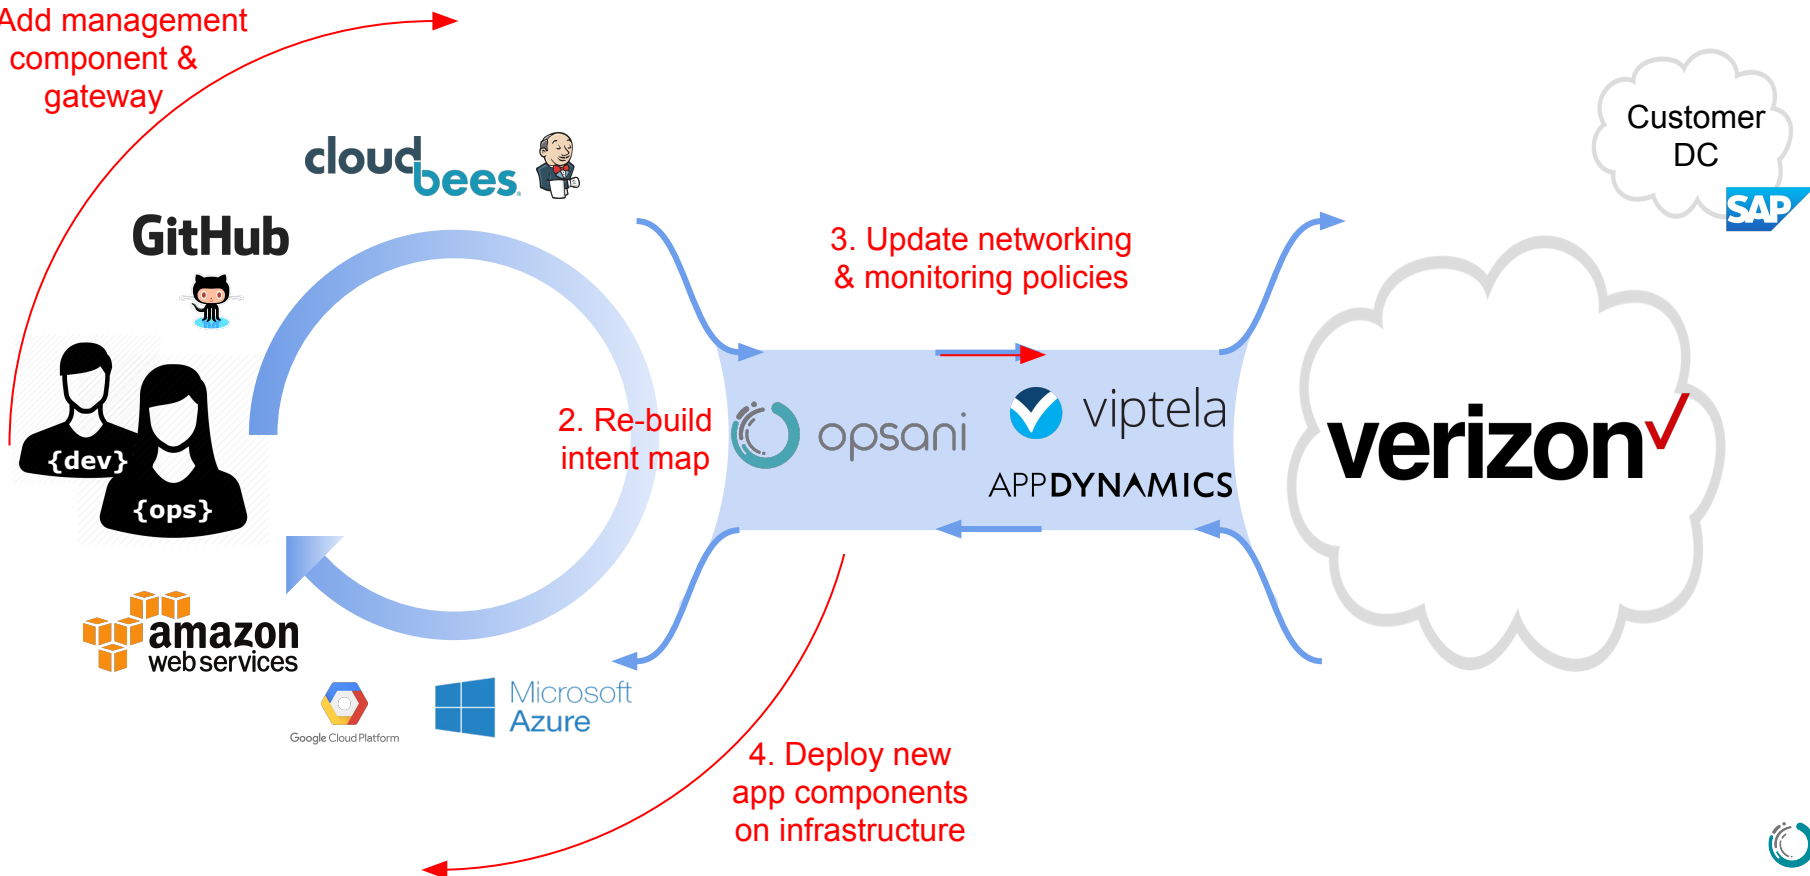 Add management
component &
gateway
cloudbees
GitHub
Customer
DC
SAP
3. Update networking
& monitoring policies
2. Re-build
intent map
opsani
viptela
APPDYNAMICS
verizon
{dev}
{ops}
amazon
web services
Google Cloud Platform
Microsoft
Azure
4. Deploy new
app components
on infrastructure